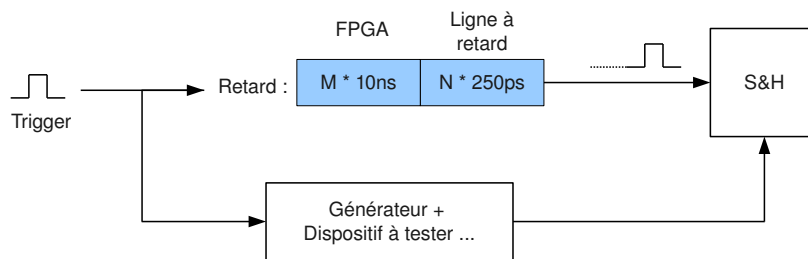 FPGA
Ligne à
retard
Trigger
Retard :
M * 10ns
N * 250ps
S&H
Générateur +
Dispositif à tester ...